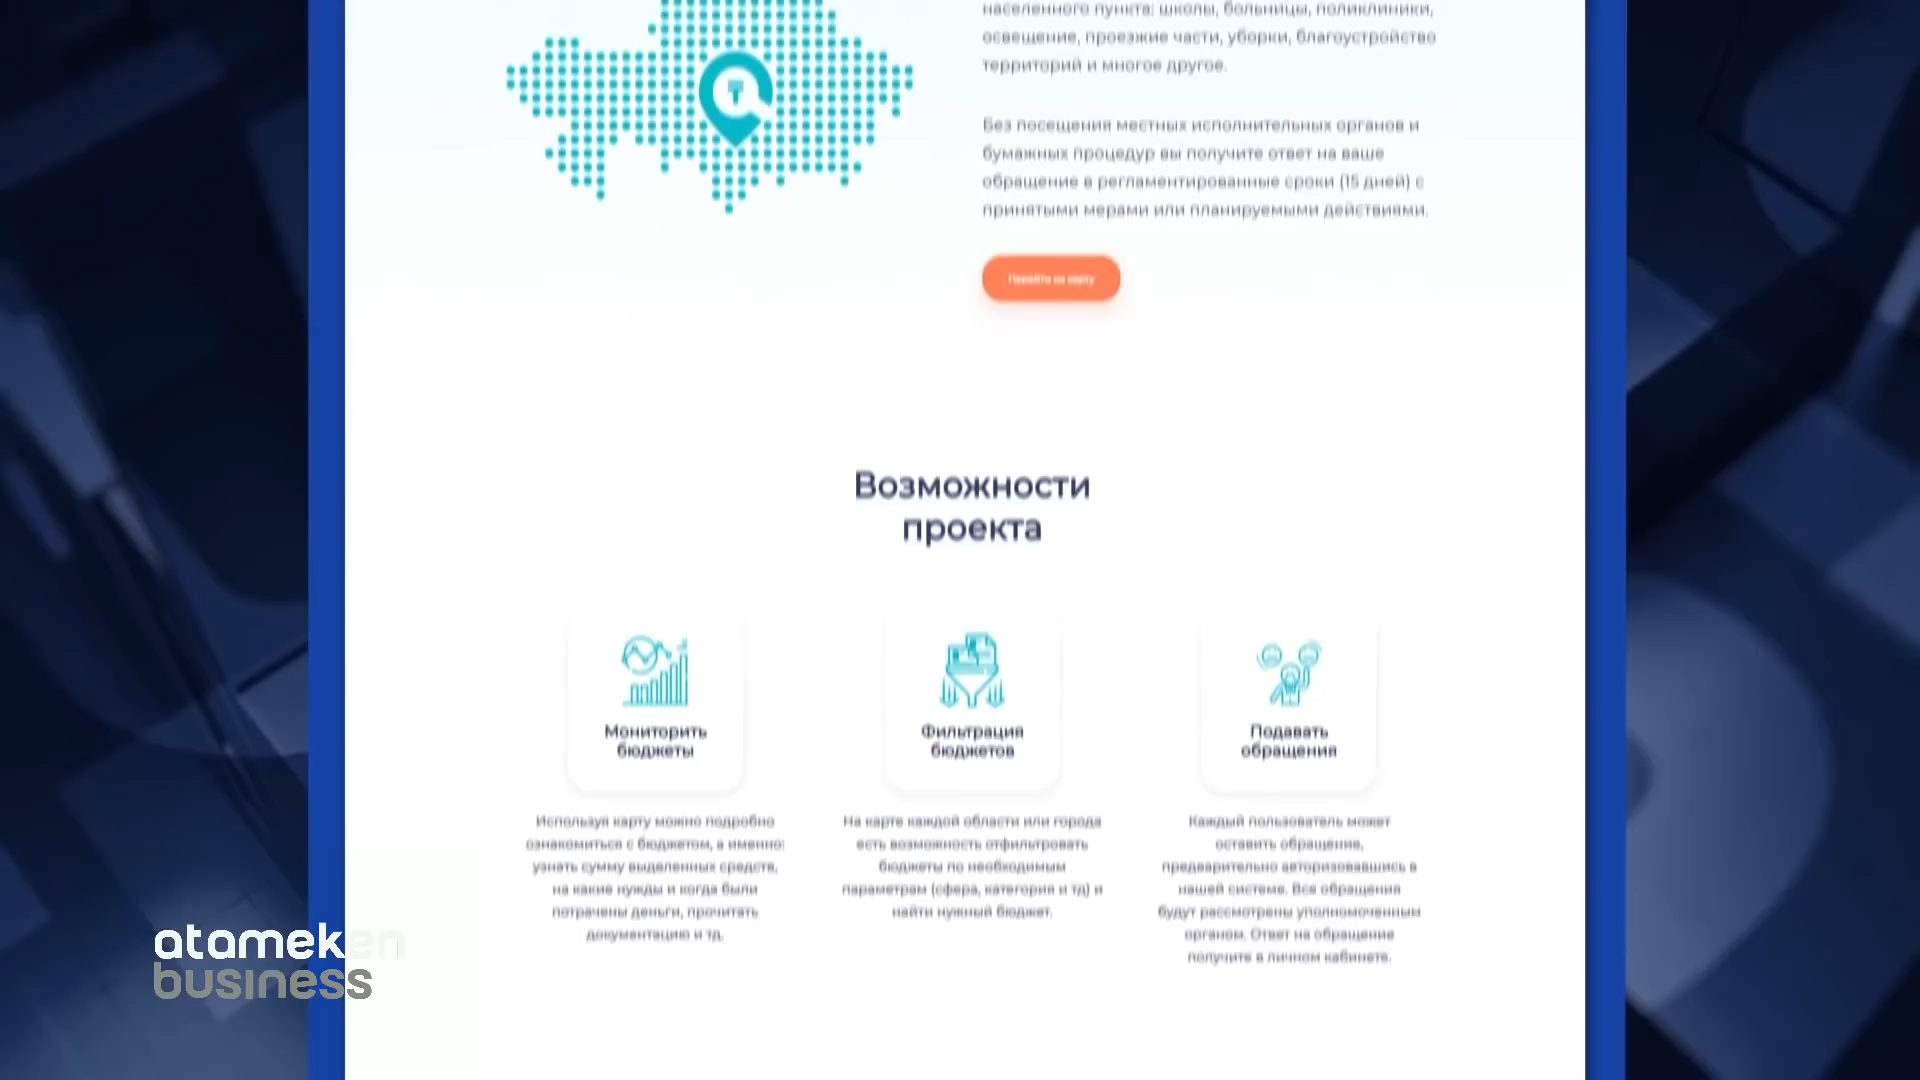 населенного пункта: школы, больницы, поликлиники,
освещение, проезжие части, уборки, благоустройство
территорий и многое другое.
Без посещения местных исполнительных органов и
бумажных процедур вы получите ответ на ваше
обращение в регламентированные сроки (15 дней) с
принятыми мерами или планируемыми действиями.
Перейти на карту
Возможности
проекта
Мониторить
бюджеты
Используя карту можно подробно
ознакомиться с бюджетом, а именно:
узнать сумму выделенных средств,
на какие нужды и когда были
потрачены деньги, прочитать
документацию и тд.
Фильтрация
бюджетов
На карте каждой области или города
есть возможность отфильтровать
бюджеты по необходимым
параметрам (сфера, категория и тд) и
найти нужный бюджет.
Подавать
обращения
Каждый пользователь может
оставить обращение,
предварительно авторизовавшись в
нашей системе. Все обращения
будут рассмотрены уполномоченным
органом. Ответ на обращение
получите в личном кабинете.
atameken
business